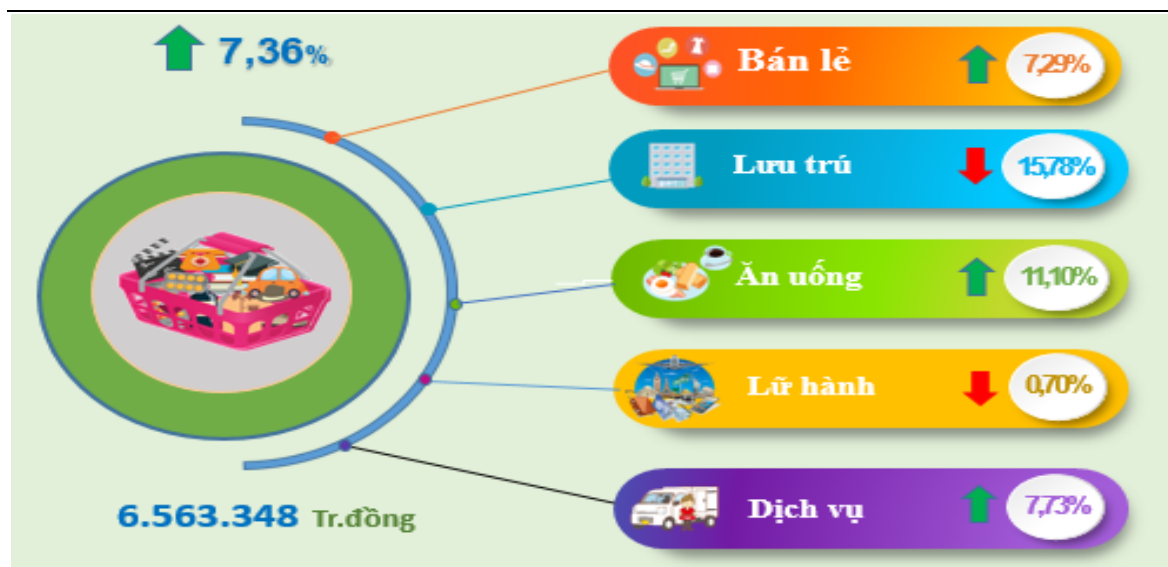 7,36%
Bán lẻ 7,29%
Lưu trú 15,78%
Ăn uống 11,10%
Lữ hành 0,70%
Dịch vụ 7,73%
6.563.348 Tr.đồng